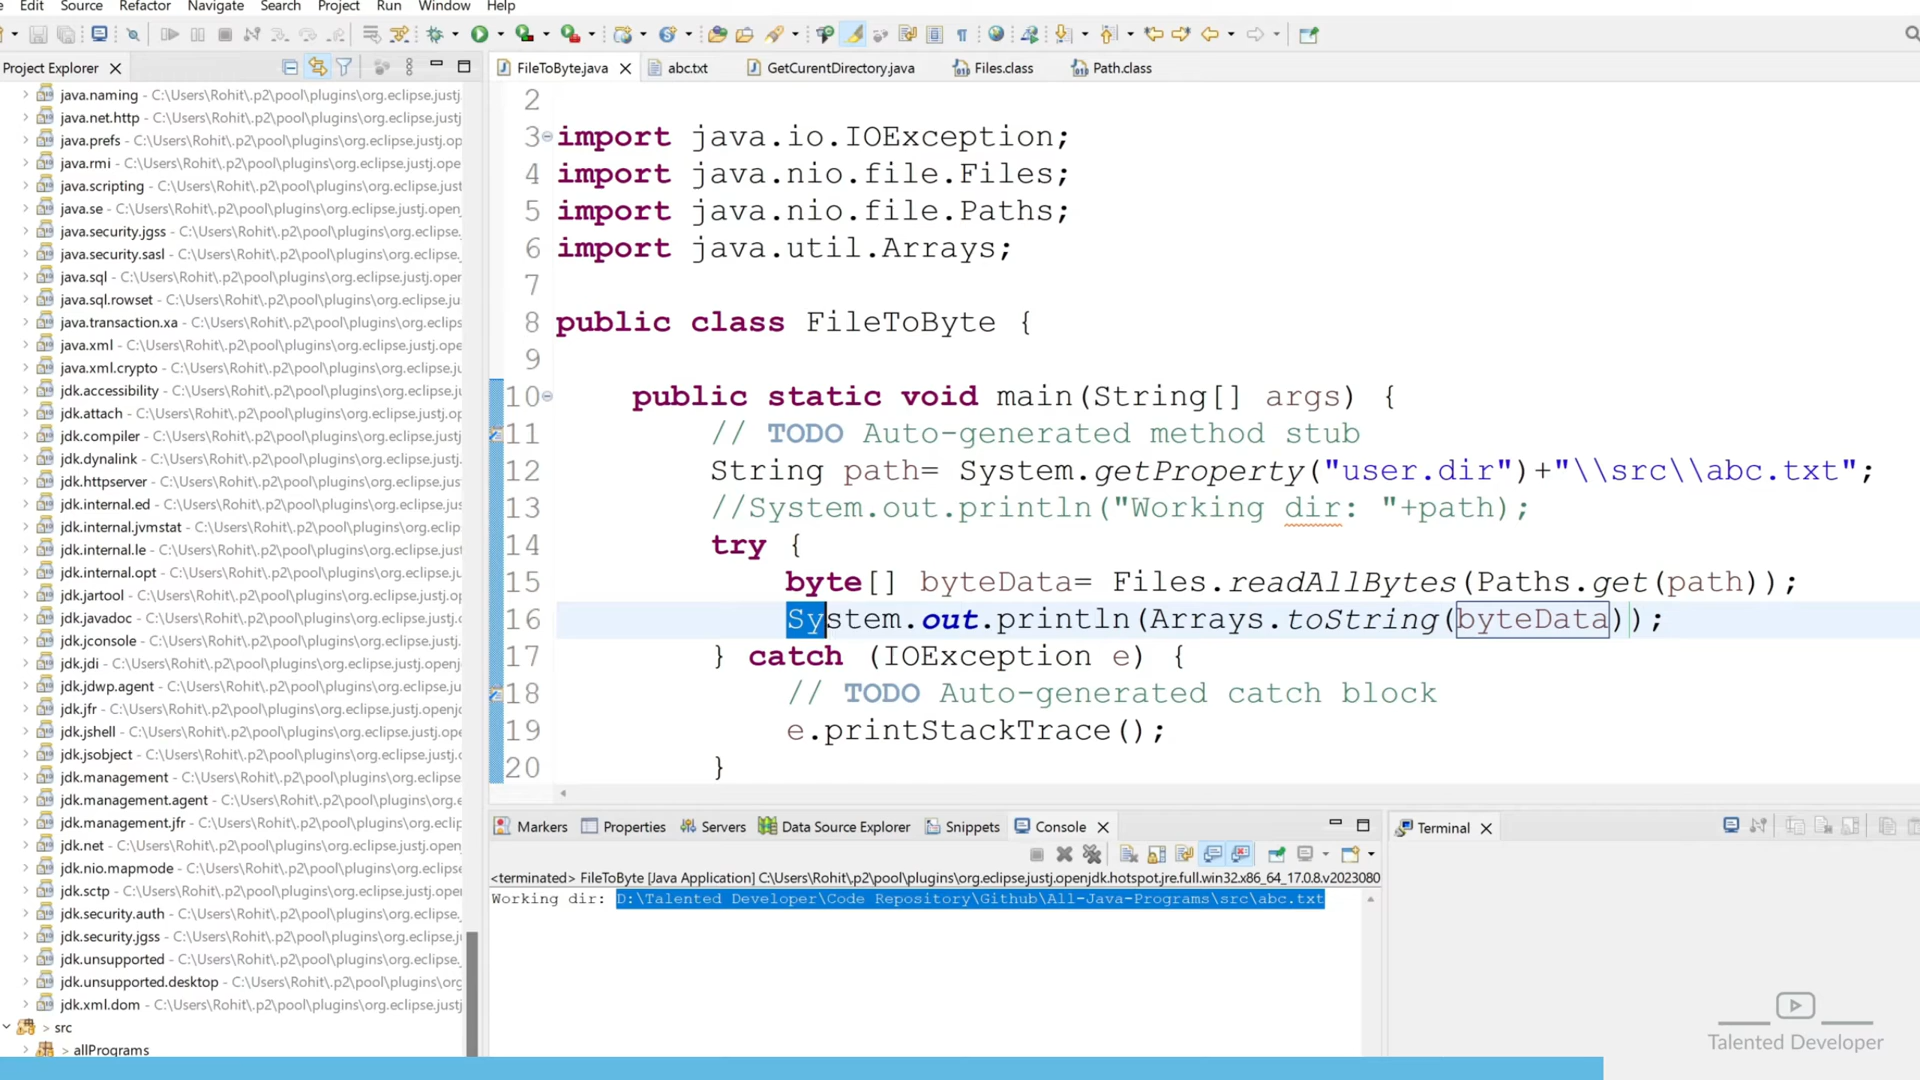 Edit Source Refactor Navigate Search Project Run Window Help
Project Explorer
java.naming - C:\Users\Rohit\.p2\pool\plugins\org.eclipse.justj.
java.net.http - C:\Users\Rohit\.p2\pool\plugins\org.eclipse.justj
java.prefs - C:\Users\Rohit\.p2\pool\plugins\org.eclipse.justj.op
java.rmi - C:\Users\Rohit\.p2\pool\plugins\org.eclipse.justj.ope
java.scripting - C:\Users\Rohit\.p2\pool\plugins\org.eclipse.just
java.se - C:\Users\Rohit\.p2\pool\plugins\org.eclipse.justj.openj
java.security.jgss - C:\Users\Rohit\.p2\pool\plugins\org.eclipse.
java.security.sasl - C:\Users\Rohit\.p2\pool\plugins\org.eclipse.j
java.sql - C:\Users\Rohit\.p2\pool\plugins\org.eclipse.justj.open
java.sql.rowset - C:\Users\Rohit\.p2\pool\plugins\org.eclipse.ju
java.transaction.xa - C:\Users\Rohit\.p2\pool\plugins\org.eclips
java.xml - C:\Users\Rohit\.p2\pool\plugins\org.eclipse.justj.ope
java.xml.crypto - C:\Users\Rohit\.p2\pool\plugins\org.eclipse.ju
jdk.accessibility - C:\Users\Rohit\.p2\pool\plugins\org.eclipse.ju
jdk.attach - C:\Users\Rohit\.p2\pool\plugins\org.eclipse.justj.op
jdk.compiler - C:\Users\Rohit\.p2\pool\plugins\org.eclipse.justj
jdk.dynalink - C:\Users\Rohit\.p2\pool\plugins\org.eclipse.justj.
jdk.httpserver - C:\Users\Rohit\.p2\pool\plugins\org.eclipse.just
jdk.internal.ed - C:\Users\Rohit\.p2\pool\plugins\org.eclipse.jus
jdk.internal.jvmstat - C:\Users\Rohit\.p2\pool\plugins\org.eclips
jdk.internal.le - C:\Users\Rohit\.p2\pool\plugins\org.eclipse.just
jdk.internal.opt - C:\Users\Rohit\.p2\pool\plugins\org.eclipse.ju
jdk.jartool - C:\Users\Rohit\.p2\pool\plugins\org.eclipse.justj.o
jdk.javadoc - C:\Users\Rohit\.p2\pool\plugins\org.eclipse.justj.c
jdk.jconsole - C:\Users\Rohit\.p2\pool\plugins\org.eclipse.justj.
jdk.jdi - C:\Users\Rohit\.p2\pool\plugins\org.eclipse.justj.openj
jdk.jdwp.agent - C:\Users\Rohit\.p2\pool\plugins\org.eclipse.ju
jdk.jfr - C:\Users\Rohit\.p2\pool\plugins\org.eclipse.justj.openjc
jdk.jshell - C:\Users\Rohit\.p2\pool\plugins\org.eclipse.justj.op
jdk.jsobject - C:\Users\Rohit\.p2\pool\plugins\org.eclipse.justj.
jdk.management - C:\Users\Rohit\.p2\pool\plugins\org.eclipse.
jdk.management.agent - C:\Users\Rohit\.p2\pool\plugins\org.e
jdk.management.jfr - C:\Users\Rohit\.p2\pool\plugins\org.eclip
jdk.net - C:\Users\Rohit\.p2\pool\plugins\org.eclipse.justj.open
jdk.nio.mapmode - C:\Users\Rohit\.p2\pool\plugins\org.eclipse
jdk.sctp - C:\Users\Rohit\.p2\pool\plugins\org.eclipse.justj.oper
jdk.security.auth - C:\Users\Rohit\.p2\pool\plugins\org.eclipse.j
jdk.security.jgss - C:\Users\Rohit\.p2\pool\plugins\org.eclipse.ju
jdk.unsupported - C:\Users\Rohit\.p2\pool\plugins\org.eclipse.
jdk.unsupported.desktop - C:\Users\Rohit\.p2\pool\plugins\org
jdk.xml.dom - C:\Users\Rohit\.p2\pool\plugins\org.eclipse.justj.
> src
> allPrograms
FileToByte.java abc.txt GetCurentDirectory.java Files.class Path.class
2
3 import java.io.IOException;
4 import java.nio.file.Files;
5 import java.nio.file.Paths;
6 import java.util.Arrays;
7
8 public class FileToByte {
9
10 public static void main(String[] args) {
11 // TODO Auto-generated method stub
12 String path= System.getProperty("user.dir")+"\\src\\abc.txt";
13 //System.out.println("Working dir: "+path);
14 try {
15 byte[] byteData= Files.readAllBytes(Paths.get(path));
16 System.out.println(Arrays.toString(byteData));
17 } catch (IOException e) {
18 // TODO Auto-generated catch block
19 e.printStackTrace();
20 }
Markers Properties Servers Data Source Explorer Snippets Console
<terminated> FileToByte [Java Application] C:\Users\Rohit\.p2\pool\plugins\org.eclipse.justj.openjdk.hotspot.jre.full.win32.x86_64_17.0.8.v2023080
Working dir: D:\Talented Developer\Code Repository\Github\All-Java-Programs\src\abc.txt
Terminal
Talented Developer